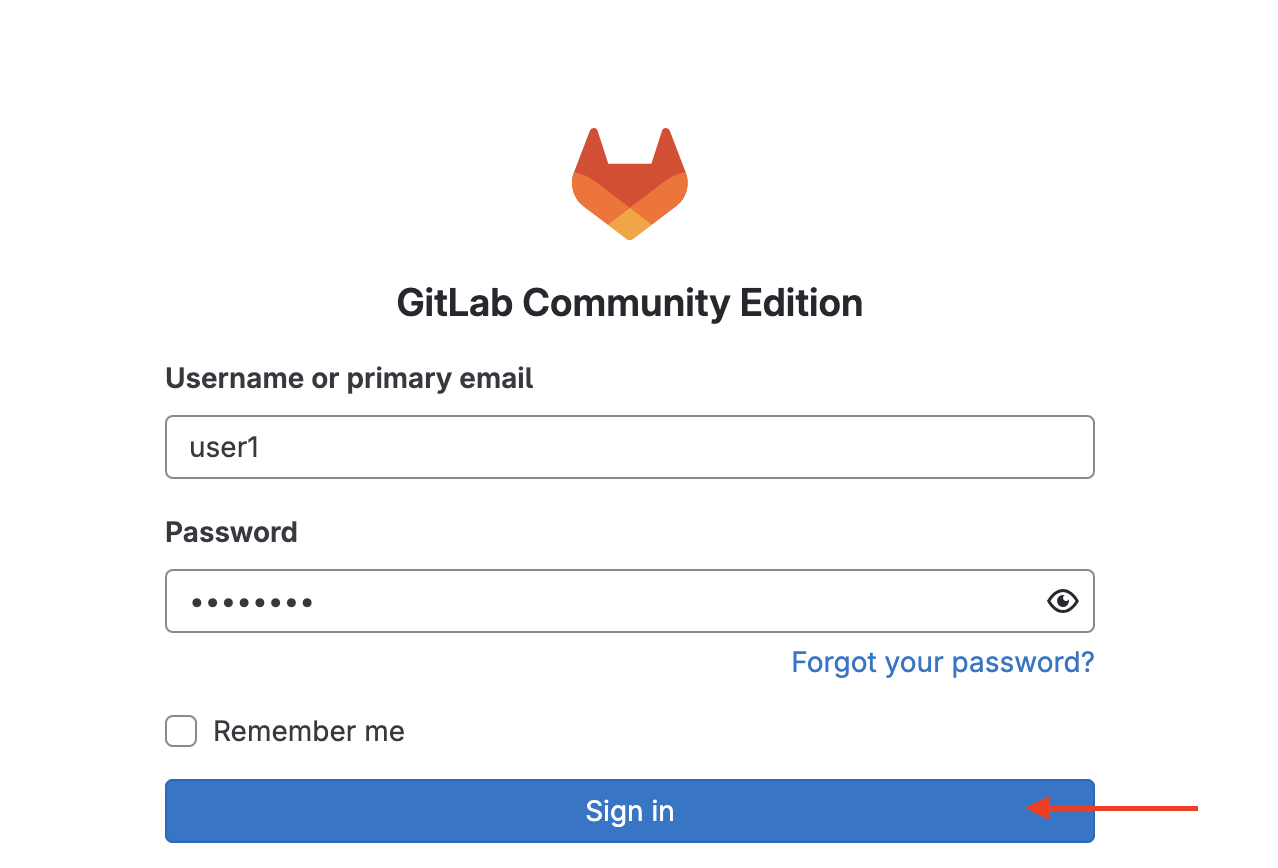 GitLab Community Edition
Username or primary email
user1
Password
••••••••
Forgot your password?
Remember me
Sign in